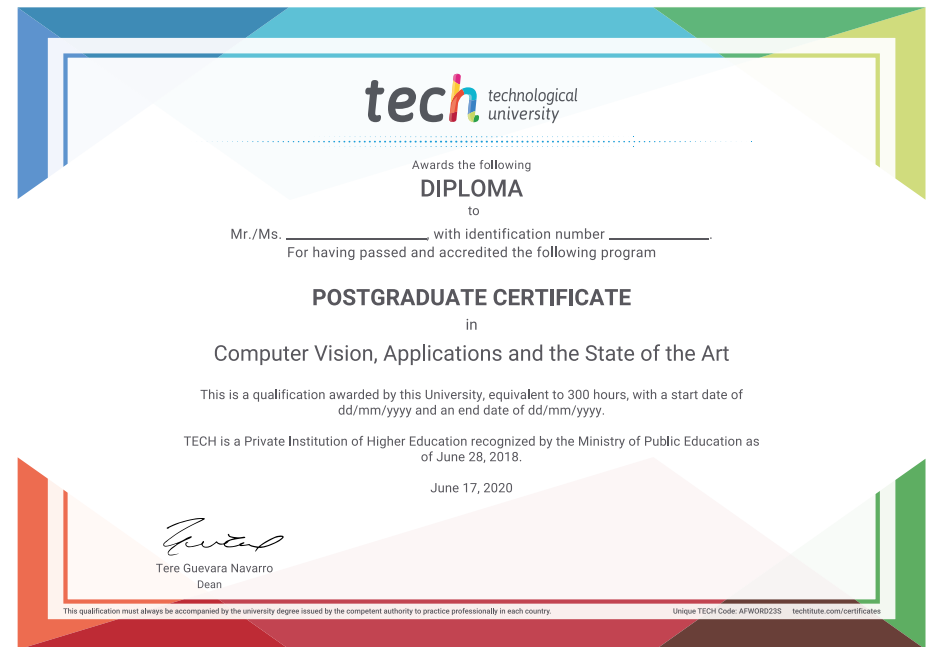 tech technological
university
Awards the following
DIPLOMA
to
Mr./Ms. ____________________, with identification number ______________.
For having passed and accredited the following program
POSTGRADUATE CERTIFICATE
in
Computer Vision, Applications and the State of the Art
This is a qualification awarded by this University, equivalent to 300 hours, with a start date of
dd/mm/yyyy and an end date of dd/mm/yyyy.
TECH is a Private Institution of Higher Education recognized by the Ministry of Public Education as
of June 28, 2018.
June 17, 2020
Tere Guevara Navarro
Dean
This qualification must always be accompanied by the university degree issued by the competent authority to practice professionally in each country.
Unique TECH Code: AFWORD23S techtitute.com/certificates